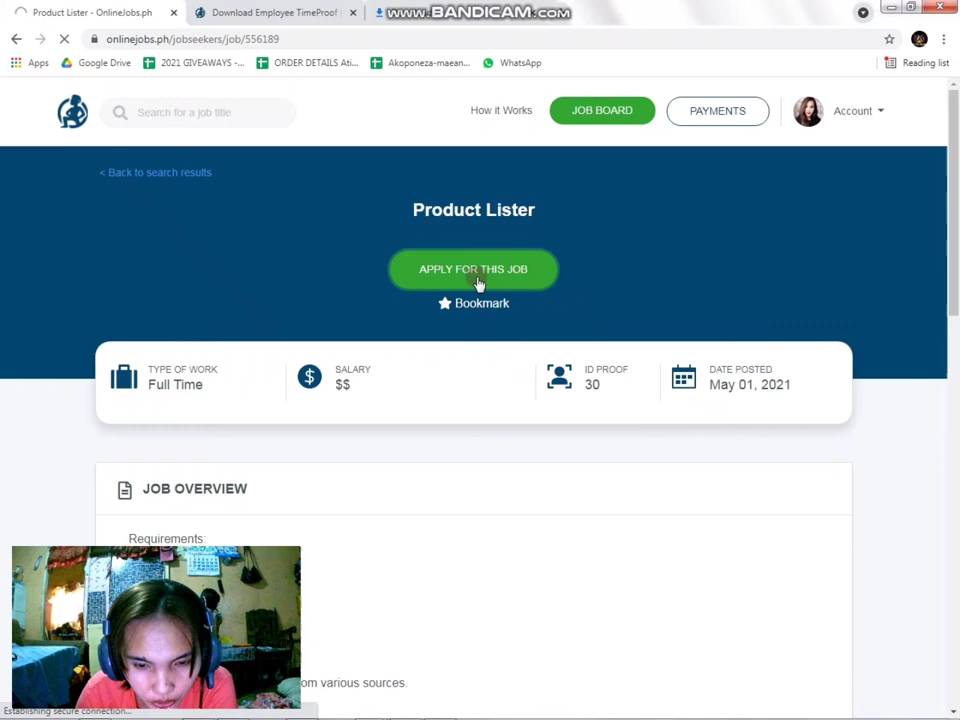 Product Lister - OnlineJobs.ph
Download Employee TimeProof
www.BANDICAM.com
onlinejobs.ph/jobseekers/job/556189
Apps
Google Drive
2021 GIVEAWAYS -...
ORDER DETAILS Ati...
Akoponeza-maean...
WhatsApp
Reading list
Search for a job title
How it Works
JOB BOARD
PAYMENTS
Account
< Back to search results
Product Lister
APPLY FOR THIS JOB
Bookmark
TYPE OF WORK
Full Time
SALARY
$$
ID PROOF
30
DATE POSTED
May 01, 2021
JOB OVERVIEW
Requirements:
om various sources.
Establishing secure connection...